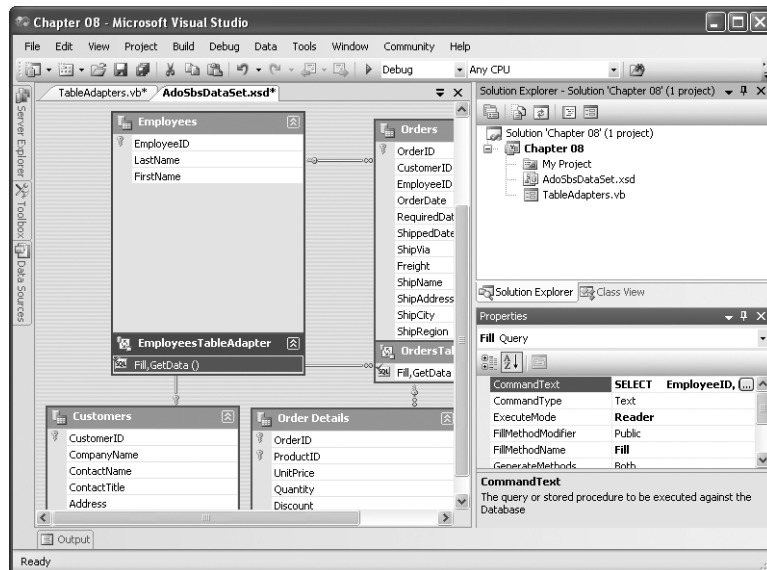 Chapter 08 - Microsoft Visual Studio
File Edit View Project Build Debug Data Tools Window Community Help
Debug Any CPU
Server Explorer
Toolbox
Data Sources
TableAdapters.vb* AdoSbsDataSet.xsd*
Employees
EmployeeID
LastName
FirstName
EmployeesTableAdapter
Fill,GetData ()
Orders
OrderID
CustomerID
EmployeeID
OrderDate
RequiredDat
ShippedDate
ShipVia
Freight
ShipName
ShipAddress
ShipCity
ShipRegion
OrdersTal
Fill,GetData
Customers
CustomerID
CompanyName
ContactName
ContactTitle
Address
Order Details
OrderID
ProductID
UnitPrice
Quantity
Discount
Solution Explorer - Solution 'Chapter 08' (1 project)
Solution 'Chapter 08' (1 project)
Chapter 08
My Project
AdoSbsDataSet.xsd
TableAdapters.vb
Solution Explorer Class View
Properties
Fill Query
CommandText SELECT EmployeeID, ...
CommandType Text
ExecuteMode Reader
FillMethodModifier Public
FillMethodName Fill
GenerateMethods Both
CommandText
The query or stored procedure to be executed against the
Database
Output
Ready